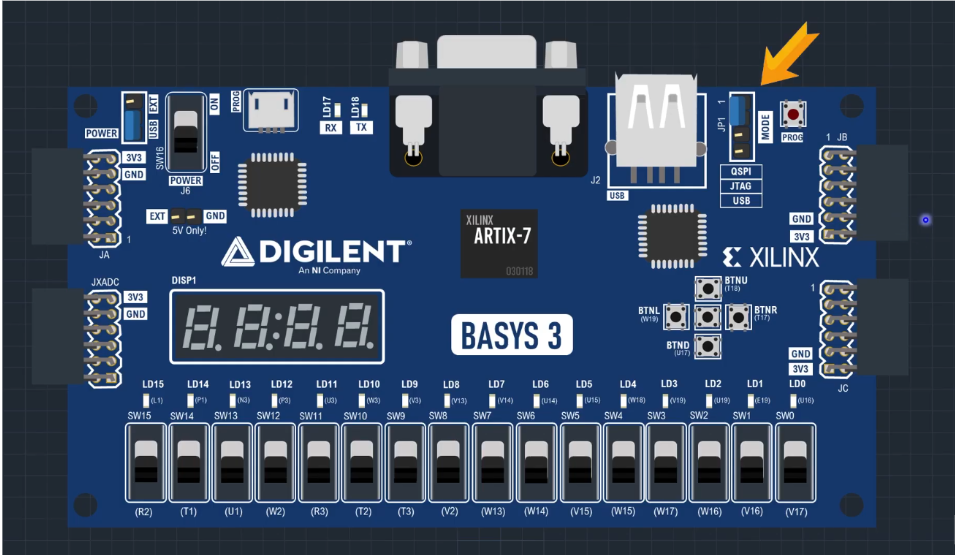 POWER
EXT
USB
SW16
ON
OFF
POWER
J6
PROG
LD17
LD18
RX
TX
J2
USB
1
JP1
MODE
PROG
QSPI
JTAG
USB
1 JB
GND
3V3
3V3
GND
1
JA
EXT GND
5V Only!
DIGILENT®
An NI Company
XILINX
ARTIX-7
030118
XILINX
JXADC
3V3
GND
DISP1
BASYS 3
BTNU
(T18)
BTNL
(W19)
BTNR
(T17)
BTND
(U17)
1
GND
3V3
JC
LD15 LD14 LD13 LD12 LD11 LD10 LD9 LD8 LD7 LD6 LD5 LD4 LD3 LD2 LD1 LD0
(L1) (P1) (N3) (P3) (U3) (W3) (V3) (V13) (V14) (U14) (U15) (W18) (V19) (U19) (E19) (U16)
SW15 SW14 SW13 SW12 SW11 SW10 SW9 SW8 SW7 SW6 SW5 SW4 SW3 SW2 SW1 SW0
(R2) (T1) (U1) (W2) (R3) (T2) (T3) (V2) (W13) (W14) (V15) (W15) (W17) (W16) (V16) (V17)